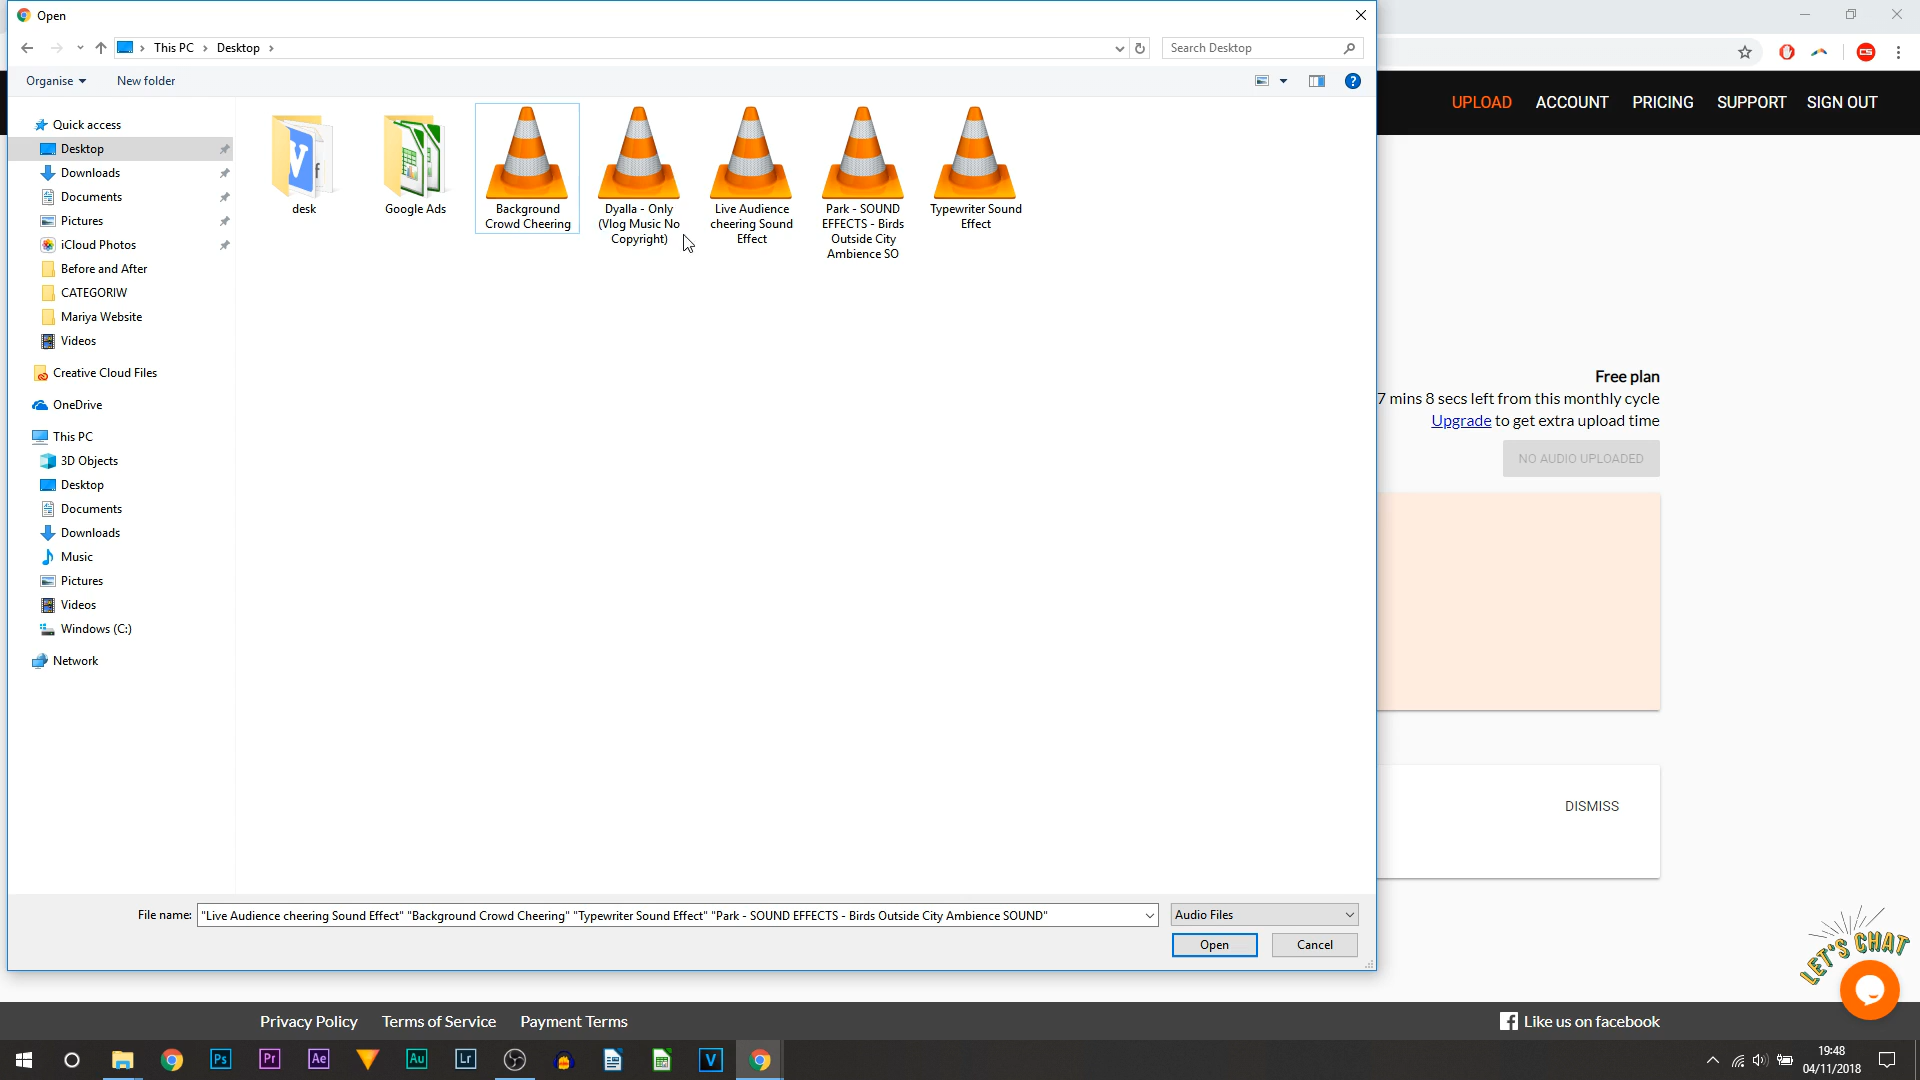 Open
This PC
Desktop
Search Desktop
Organise
New folder
UPLOAD
ACCOUNT
PRICING
SUPPORT
SIGN OUT
Quick access
Desktop
Downloads
Documents
Pictures
iCloud Photos
Before and After
CATEGORIW
Mariya Website
Videos
Creative Cloud Files
OneDrive
This PC
3D Objects
Desktop
Documents
Downloads
Music
Pictures
Videos
Windows (C:)
Network
desk
Google Ads
Background
Crowd Cheering
Dyalla - Only
(Vlog Music No
Copyright)
Live Audience
cheering Sound
Effect
Park - SOUND
EFFECTS - Birds
Outside City
Ambience SO
Typewriter Sound
Effect
Free plan
7 mins 8 secs left from this monthly cycle
Upgrade to get extra upload time
NO AUDIO UPLOADED
DISMISS
File name:
"Live Audience cheering Sound Effect" "Background Crowd Cheering" "Typewriter Sound Effect" "Park - SOUND EFFECTS - Birds Outside City Ambience SOUND"
Audio Files
Open
Cancel
LET'S CHAT
Privacy Policy
Terms of Service
Payment Terms
Like us on facebook
Ps
Pr
Ae
Au
Lr
V
19:48
04/11/2018